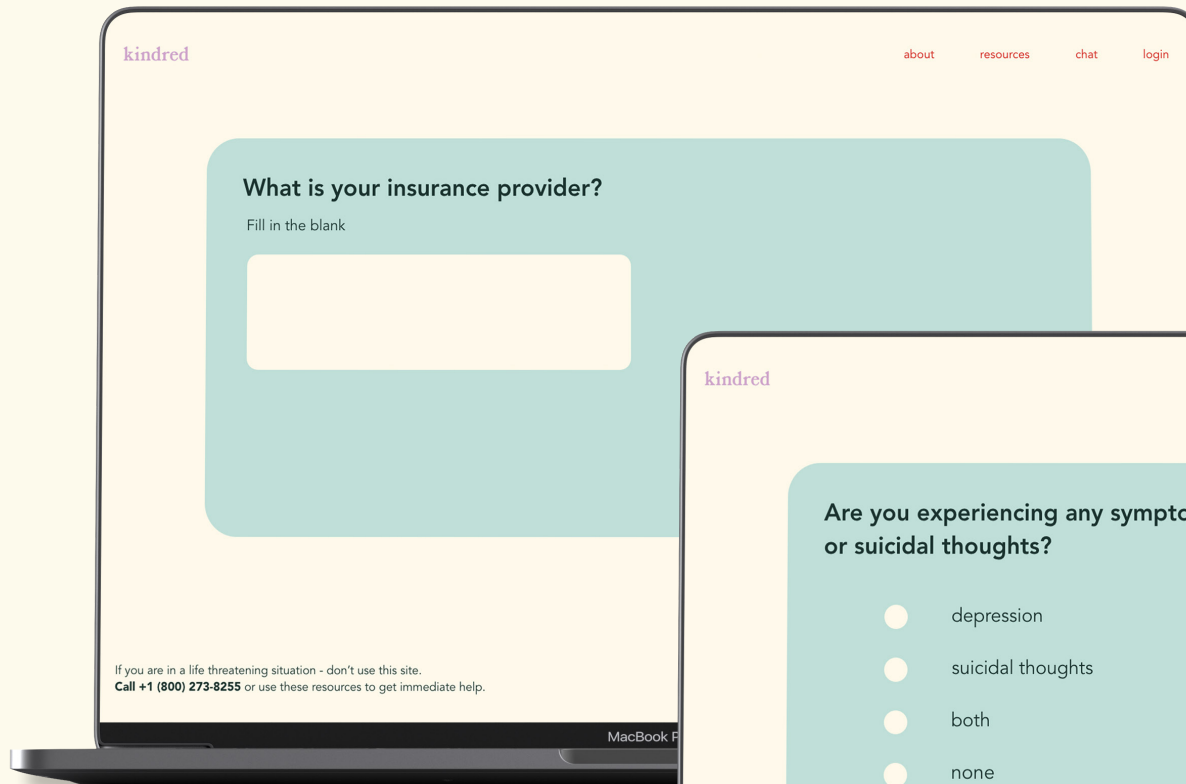 kindred
about resources chat login
What is your insurance provider?
Fill in the blank
If you are in a life threatening situation - don't use this site.
Call +1 (800) 273-8255 or use these resources to get immediate help.
MacBook
kindred
Are you experiencing any
or suicidal thoughts?
depression
suicidal thoughts
both
none